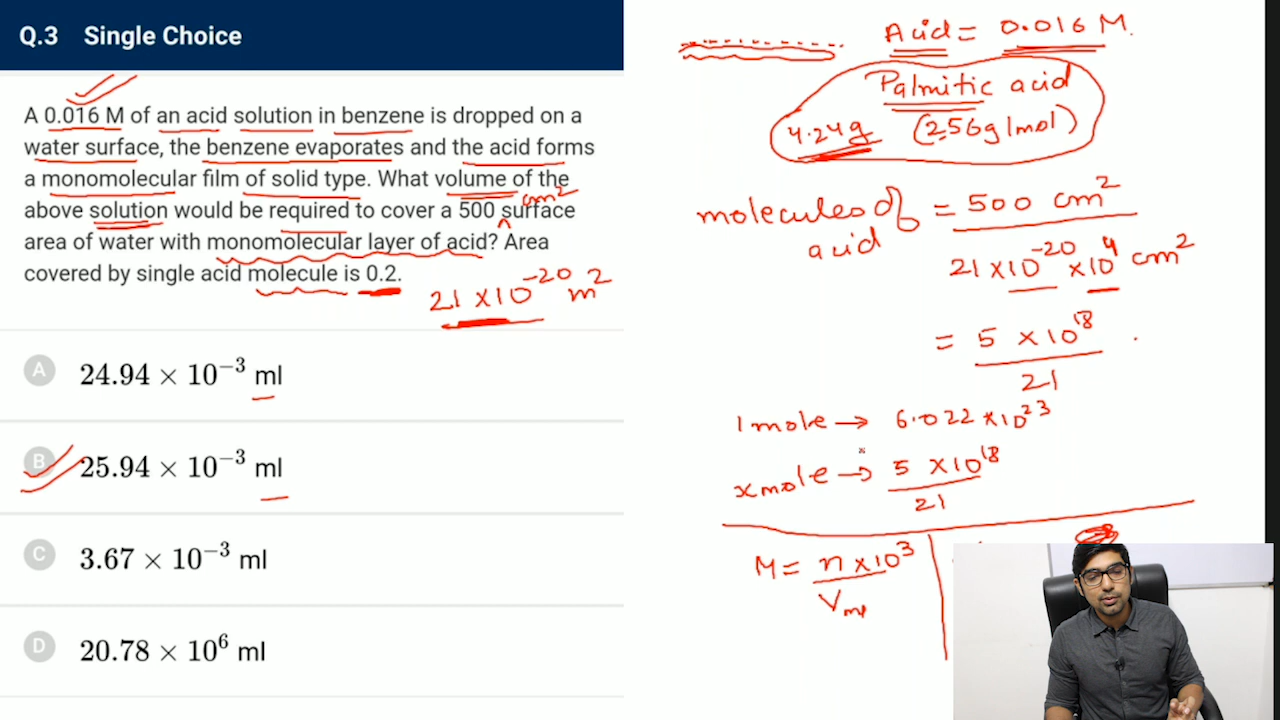 Q.3 Single Choice
A 0.016 M of an acid solution in benzene is dropped on a
water surface, the benzene evaporates and the acid forms
a monomolecular film of solid type. What volume of the
cm²
above solution would be required to cover a 500 surface
area of water with monomolecular layer of acid? Area
covered by single acid molecule is 0.2.
21 × 10⁻²⁰ m²
A 24.94 × 10⁻³ ml
B 25.94 × 10⁻³ ml
C 3.67 × 10⁻³ ml
D 20.78 × 10⁶ ml
Acid = 0.016 M.
Palmitic acid
4.24g (256g/mol)
molecules of acid = 500 cm²
21 × 10⁻²⁰ × 10⁴ cm²
= 5 × 10¹⁸
21
1 mole → 6.022 × 10²³
x mole → 5 × 10¹⁸
21
M = n × 10³
V ml